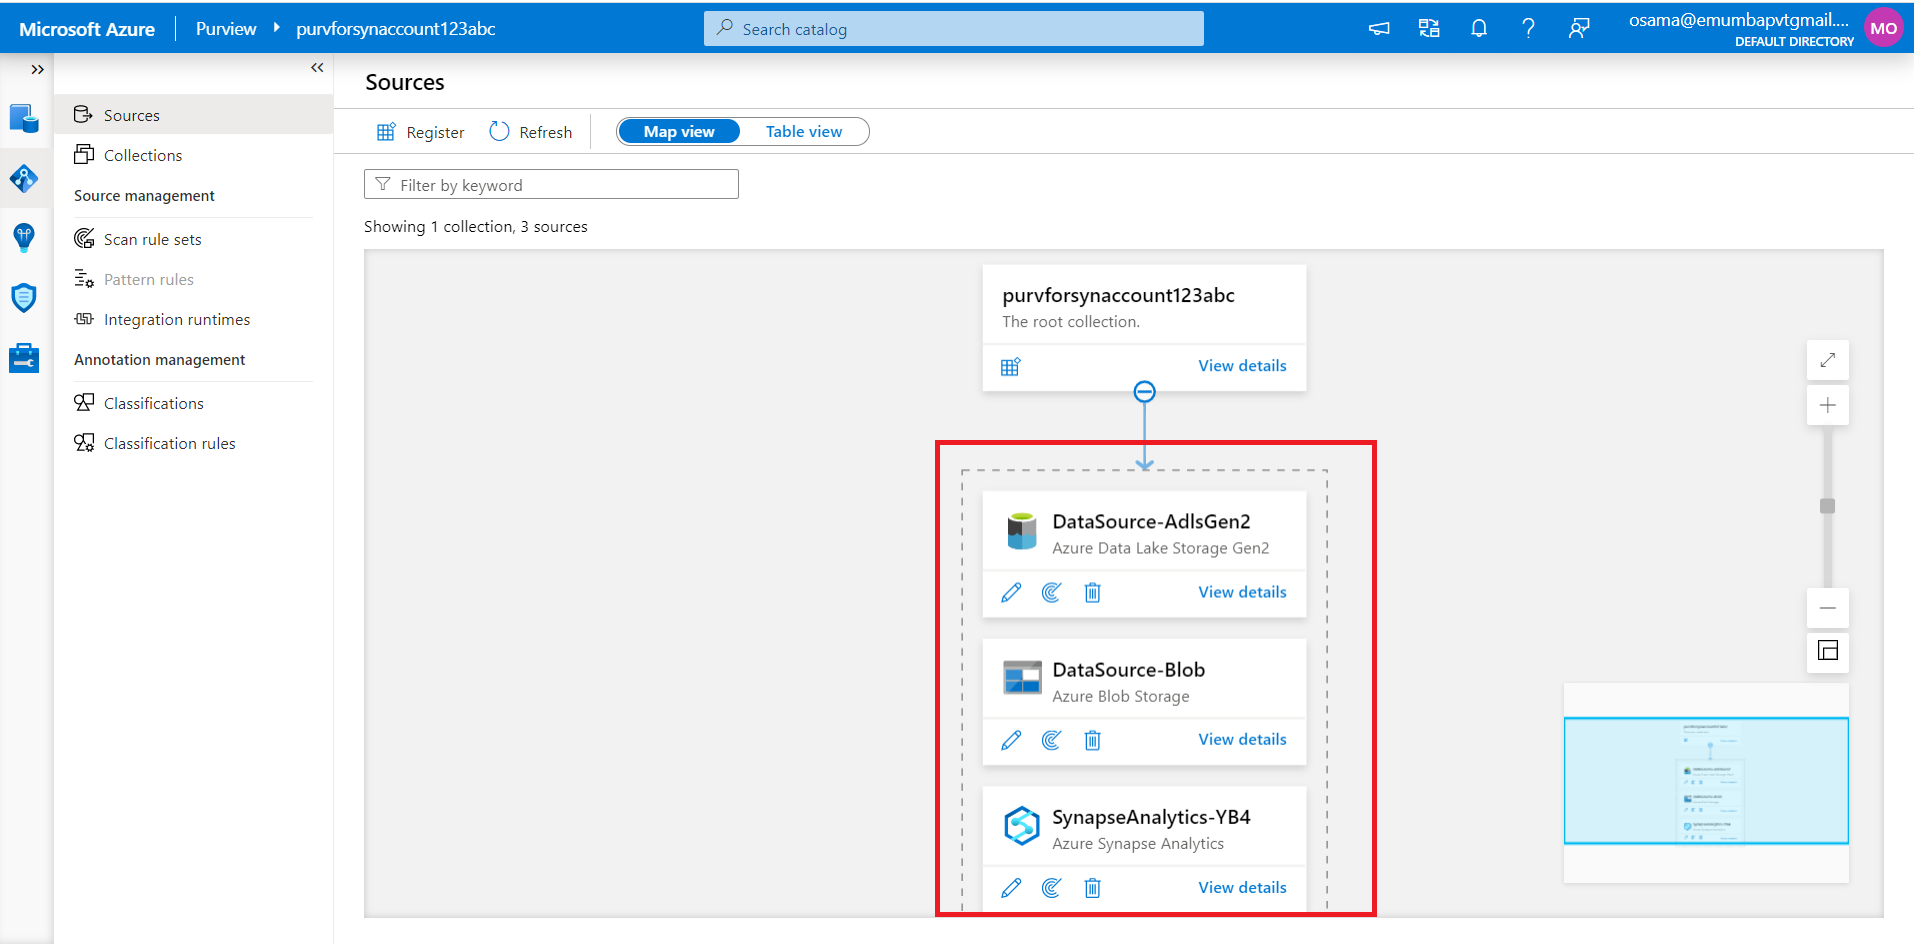 Microsoft Azure
Purview
purvforsynaccount123abc
Search catalog
osama@emumbapvtgmail....
DEFAULT DIRECTORY
MO
Sources
Collections
Source management
Scan rule sets
Pattern rules
Integration runtimes
Annotation management
Classifications
Classification rules
Sources
Register
Refresh
Map view
Table view
Filter by keyword
Showing 1 collection, 3 sources
purvforsynaccount123abc
The root collection.
View details
DataSource-AdlsGen2
Azure Data Lake Storage Gen2
View details
DataSource-Blob
Azure Blob Storage
View details
SynapseAnalytics-YB4
Azure Synapse Analytics
View details